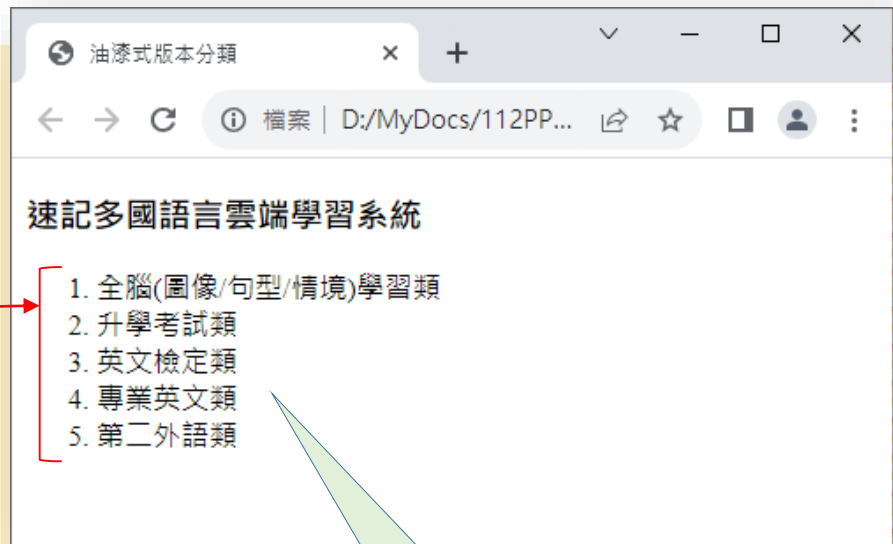 油漆式版本分類
檔案 | D:/MyDocs/112PP...
速記多國語言雲端學習系統
1. 全腦(圖像/句型/情境)學習類
2. 升學考試類
3. 英文檢定類
4. 專業英文類
5. 第二外語類